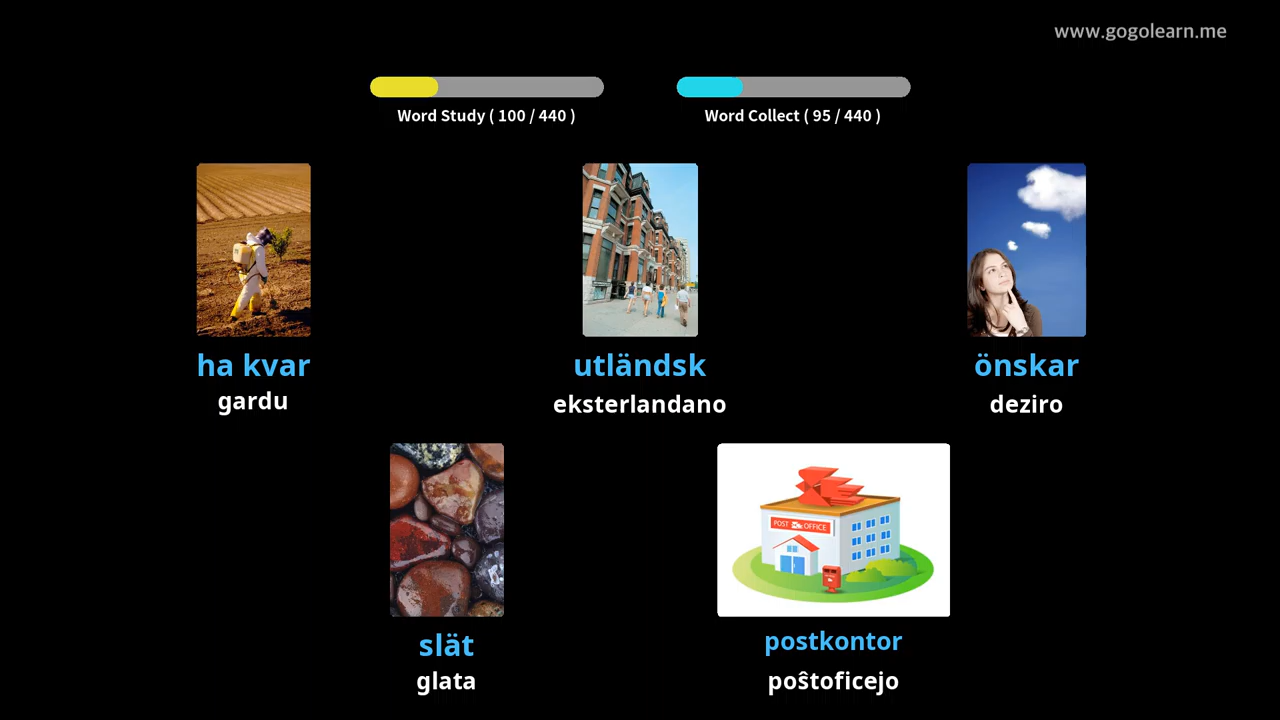 www.gogolearn.me
Word Study ( 100 / 440 )
Word Collect ( 95 / 440 )
ha kvar
gardu
utländsk
eksterlandano
önskar
deziro
POST OFFICE
slät
glata
postkontor
poŝtoficejo